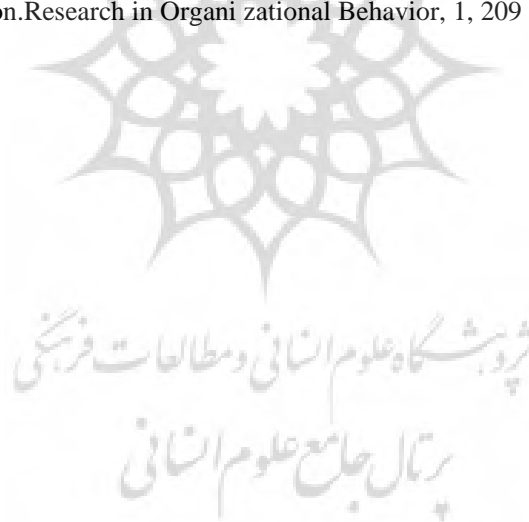 on.Research in Organi zational Behavior, 1, 209
پژوهشگاه علوم انسانی و مطالعات فرهنگی
پرتال جامع علوم انسانی